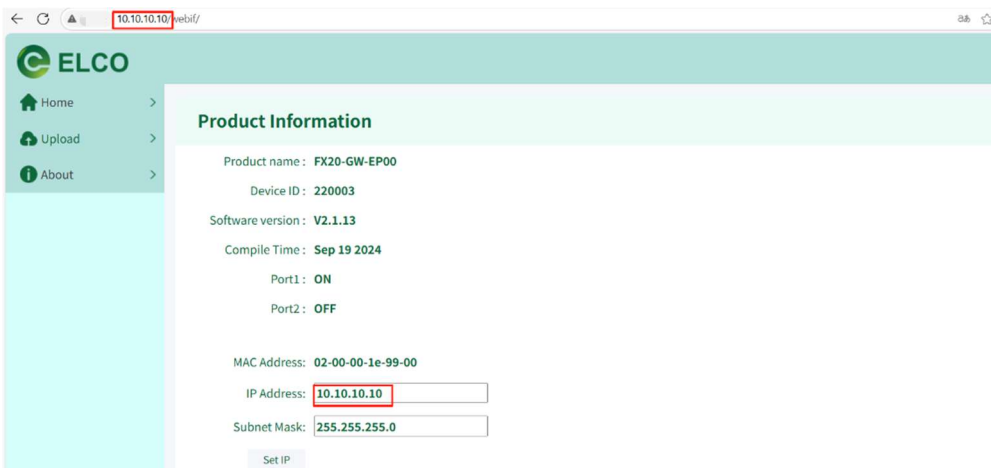 10.10.10.10/webif/
ELCO
Home
Upload
About
Product Information
Product name : FX20-GW-EP00
Device ID : 220003
Software version : V2.1.13
Compile Time : Sep 19 2024
Port1 : ON
Port2 : OFF
MAC Address: 02-00-00-1e-99-00
IP Address: 10.10.10.10
Subnet Mask: 255.255.255.0
Set IP